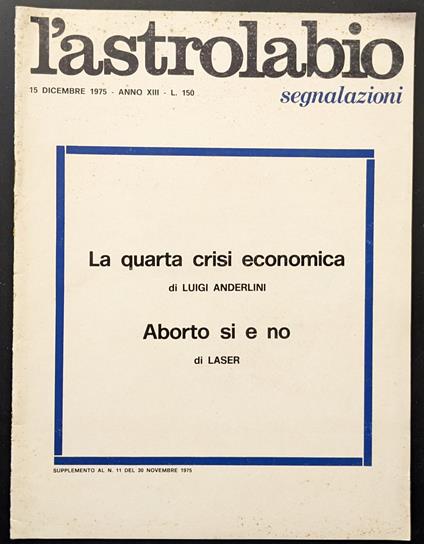 l'astrolabio
15 DICEMBRE 1975 - ANNO XIII - L. 150
segnalazioni
La quarta crisi economica
di LUIGI ANDERLINI
Aborto si e no
di LASER
SUPPLEMENTO AL N. 11 DEL 30 NOVEMBRE 1975